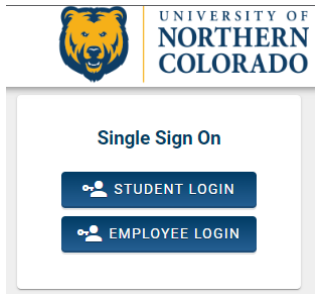 UNIVERSITY OF
NORTHERN
COLORADO
Single Sign On
STUDENT LOGIN
EMPLOYEE LOGIN